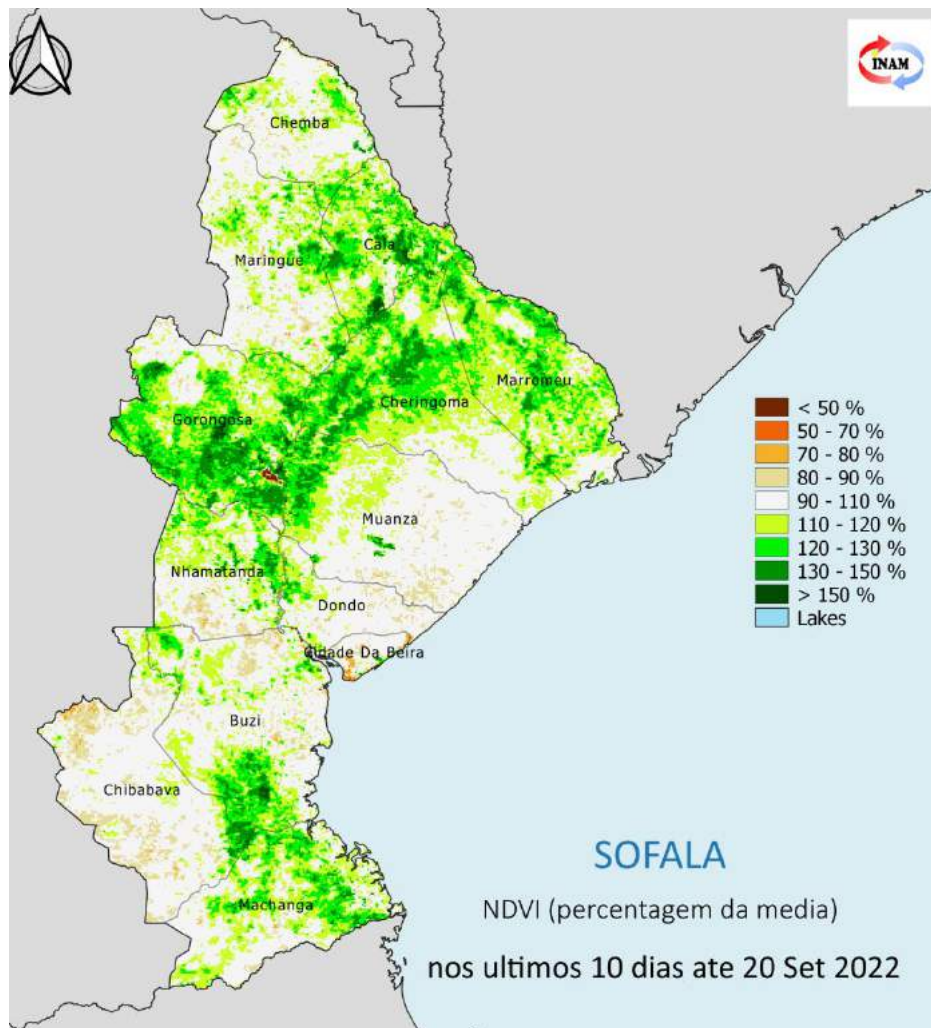 INAM
Chemba
Caia
Maringue
Marromeu
Cheringoma
Gorongosa
Muanza
Nhamatanda
Dondo
Cidade Da Beira
Buzi
Chibabava
Machanga
< 50 %
50 - 70 %
70 - 80 %
80 - 90 %
90 - 110 %
110 - 120 %
120 - 130 %
130 - 150 %
> 150 %
Lakes
SOFALA
NDVI (percentagem da media)
nos ultimos 10 dias ate 20 Set 2022